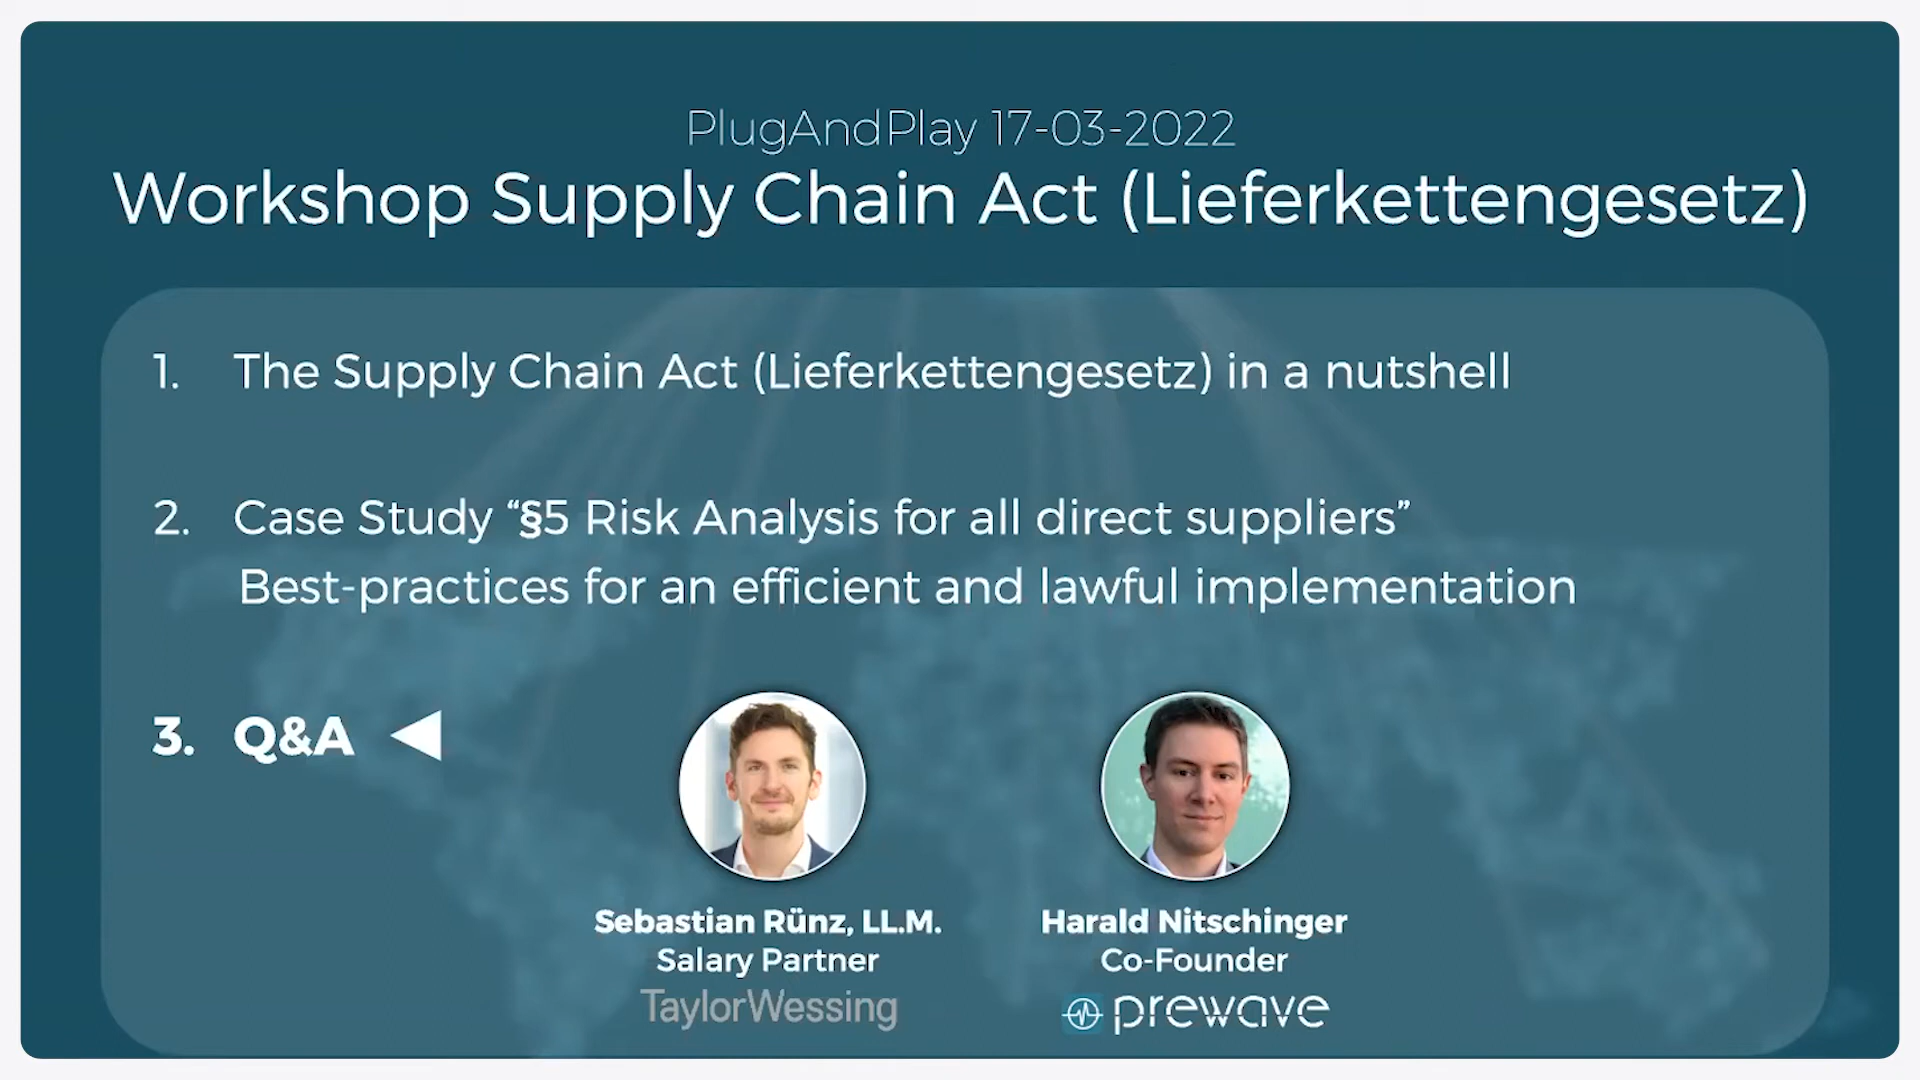 PlugAndPlay 17-03-2022
Workshop Supply Chain Act (Lieferkettengesetz)
1. The Supply Chain Act (Lieferkettengesetz) in a nutshell
2. Case Study “§5 Risk Analysis for all direct suppliers”
Best-practices for an efficient and lawful implementation
3. Q&A
Sebastian Rünz, LL.M.
Salary Partner
TaylorWessing
Harald Nitschinger
Co-Founder
prewave